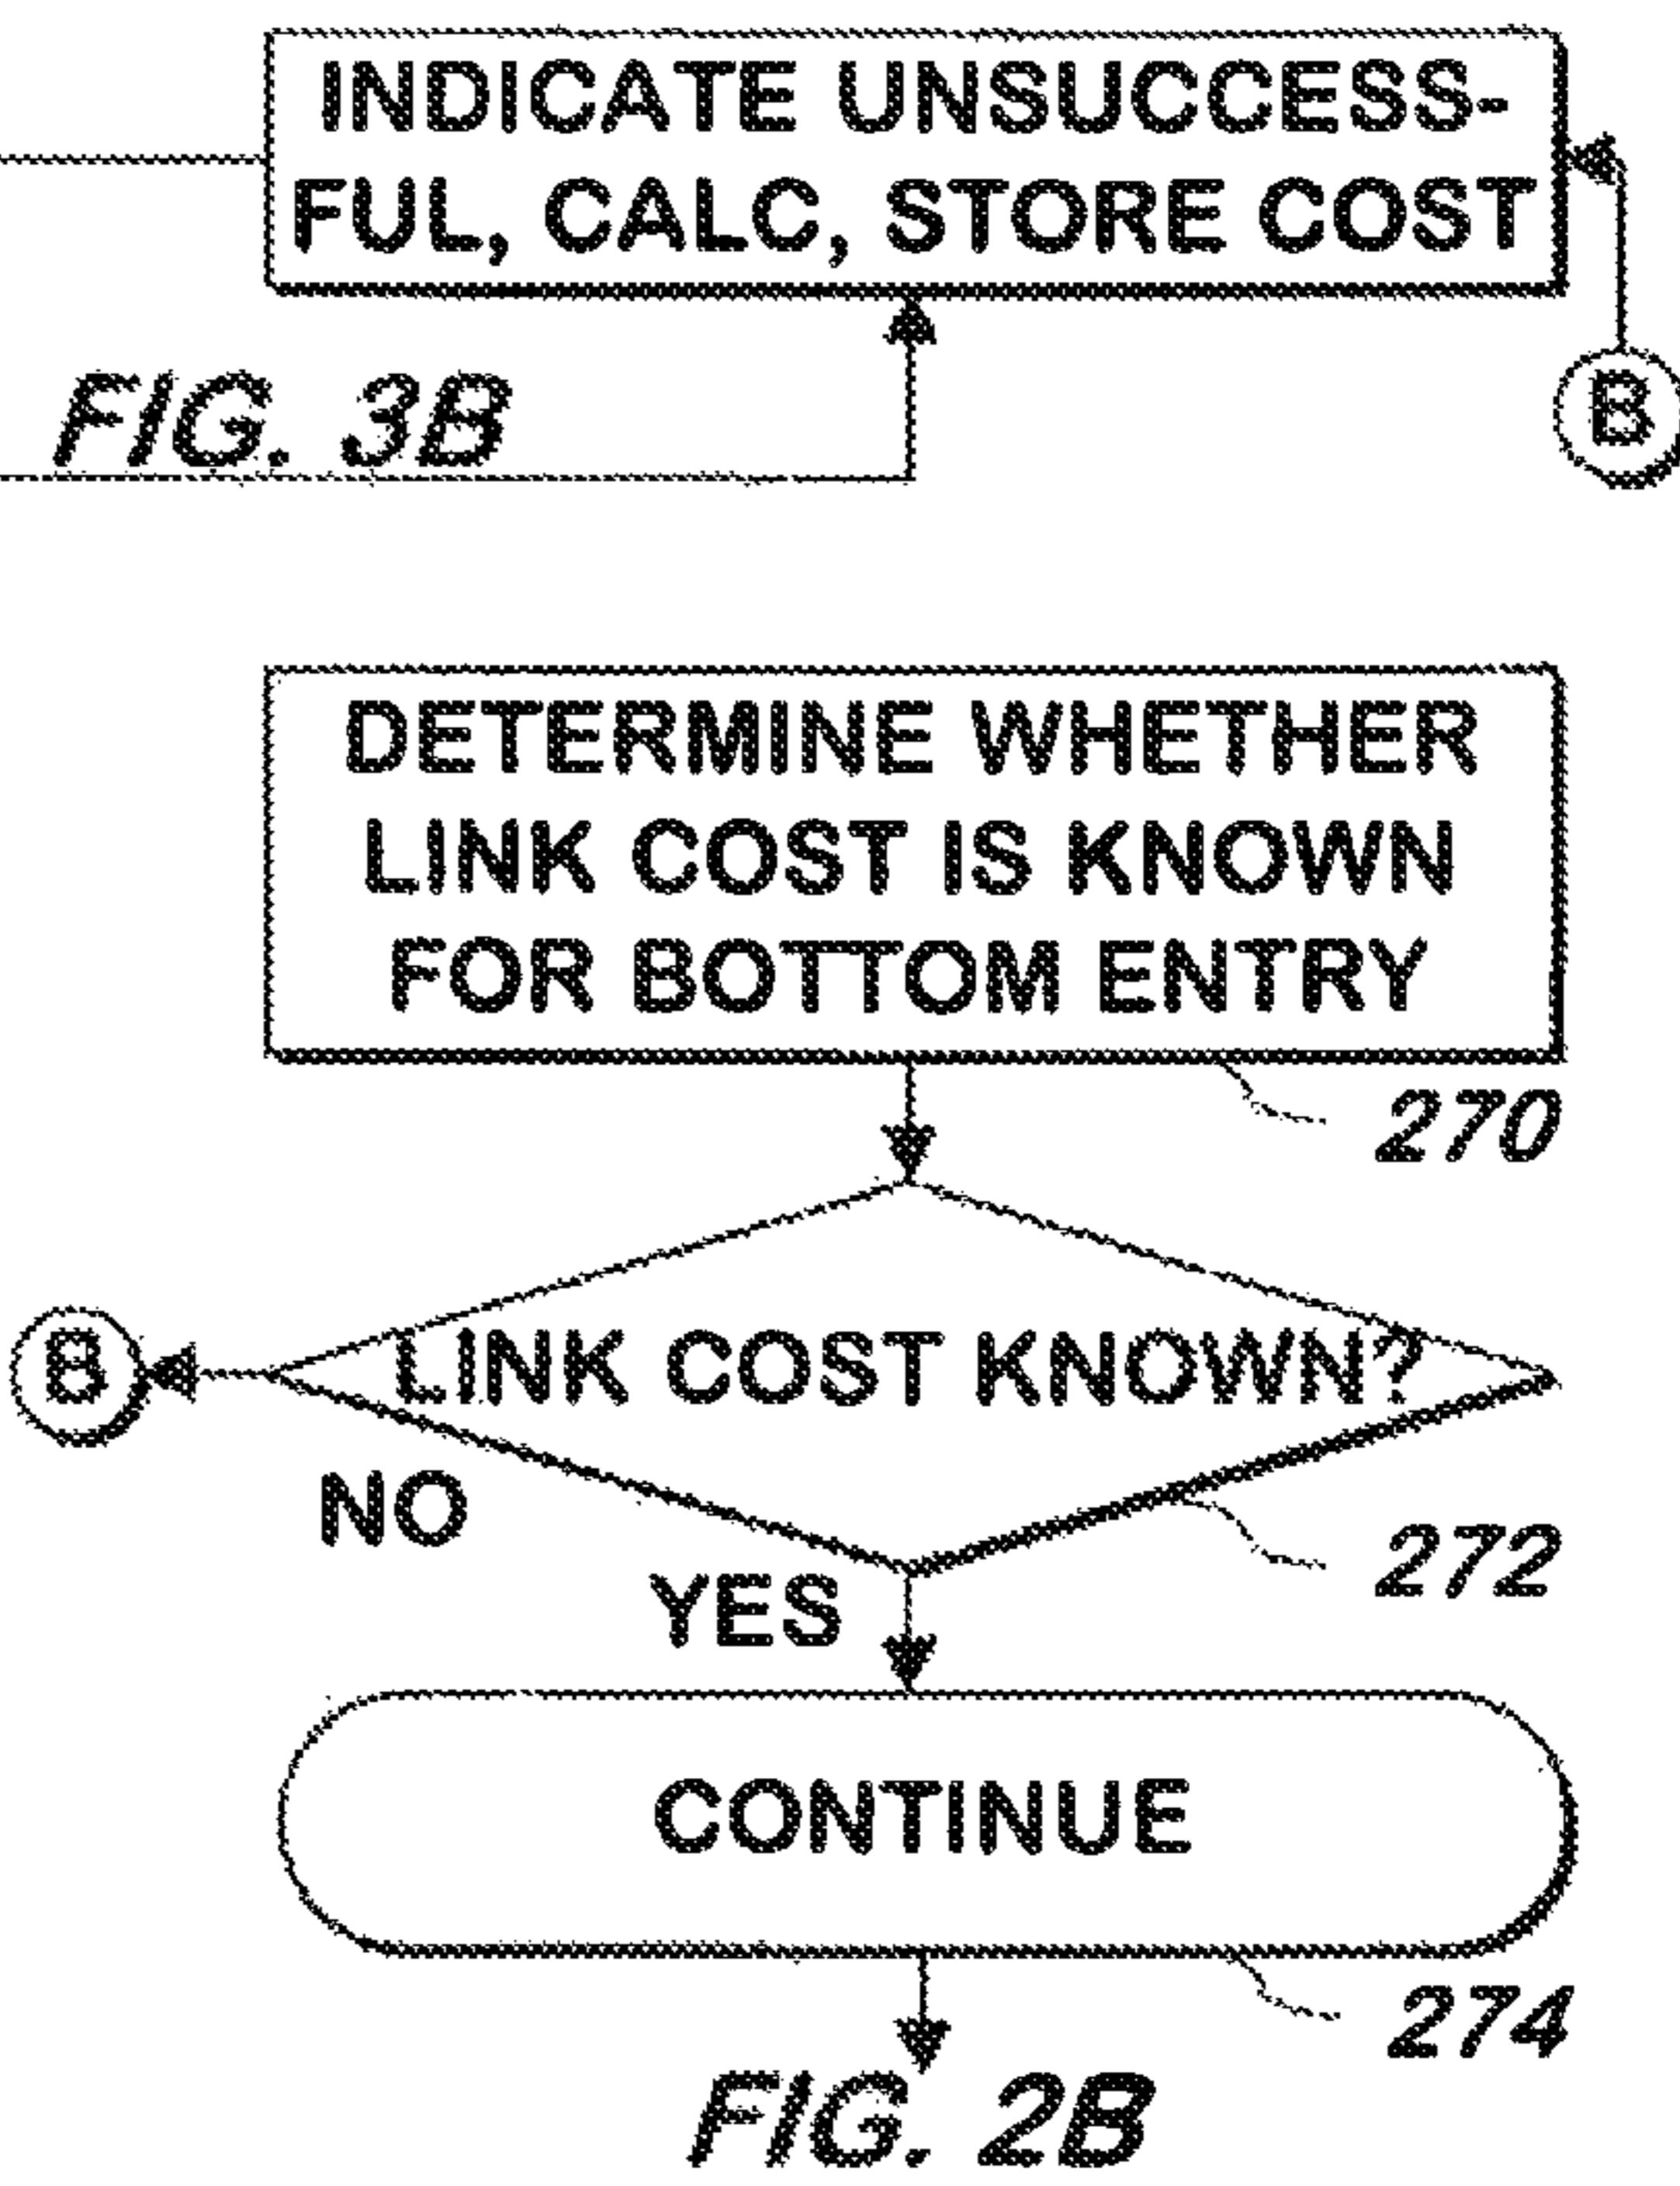 INDICATE UNSUCCESS-
FUL, CALC, STORE COST
FIG. 3B
B
DETERMINE WHETHER
LINK COST IS KNOWN
FOR BOTTOM ENTRY
270
B
LINK COST KNOWN?
NO
272
YES
CONTINUE
274
FIG. 2B